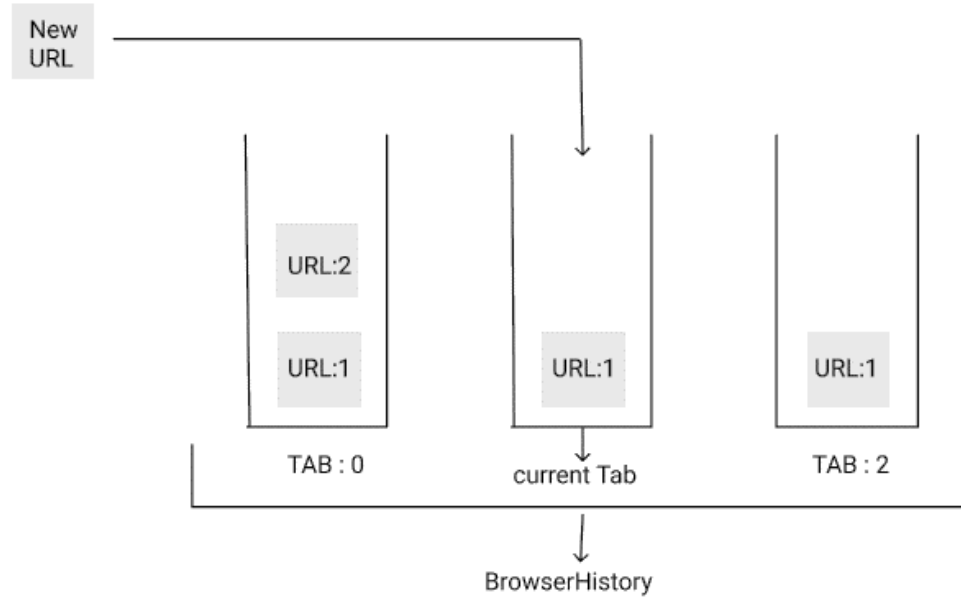 New
URL
URL:2
URL:1
URL:1
URL:1
TAB : 0
current Tab
TAB : 2
BrowserHistory